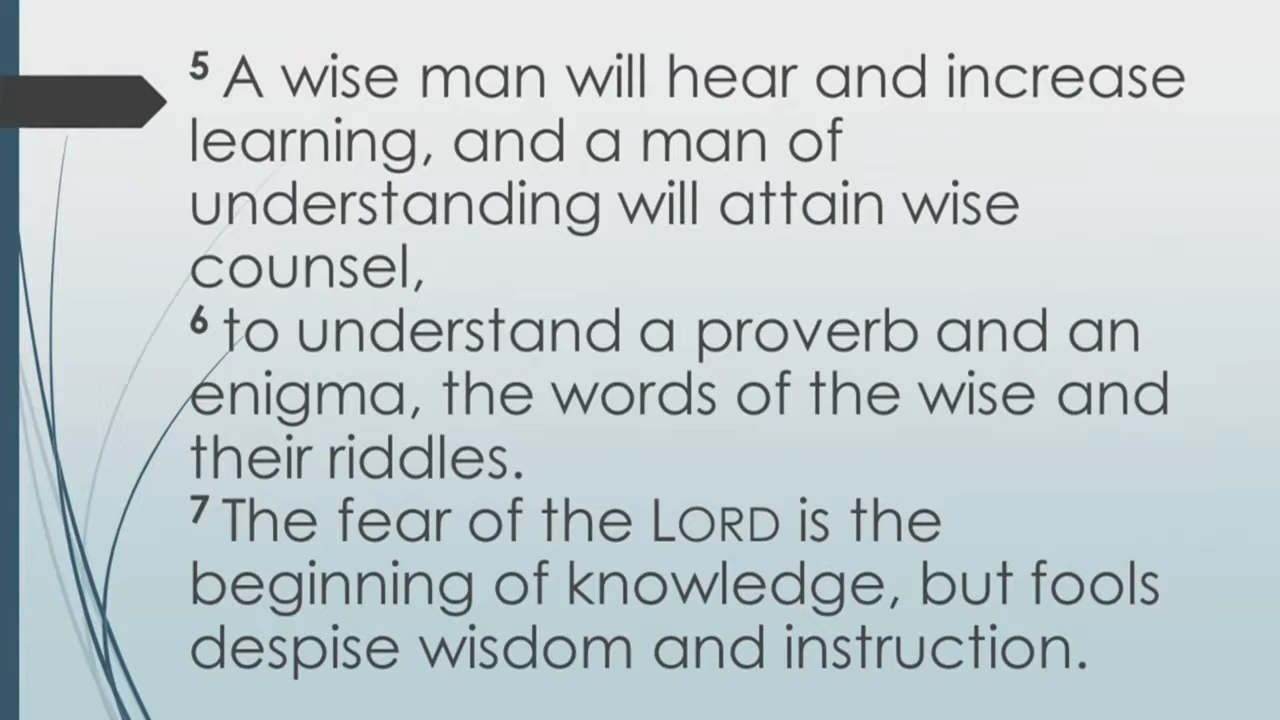 ⁵ A wise man will hear and increase
learning, and a man of
understanding will attain wise
counsel,
⁶ to understand a proverb and an
enigma, the words of the wise and
their riddles.
⁷ The fear of the LORD is the
beginning of knowledge, but fools
despise wisdom and instruction.